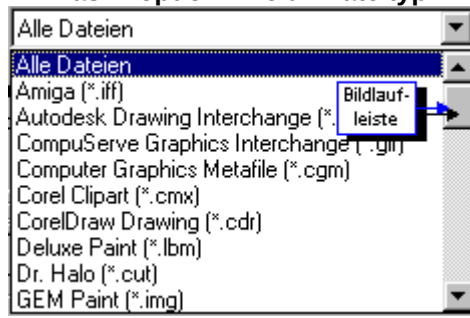 Alle Dateien
Alle Dateien
Amiga (*.iff)
Autodesk Drawing Interchange (*.
Bildlauf-
leiste
CompuServe Graphics Interchange (*.gif)
Computer Graphics Metafile (*.cgm)
Corel Clipart (*.cmx)
CorelDraw Drawing (*.cdr)
Deluxe Paint (*.lbm)
Dr. Halo (*.cut)
GEM Paint (*.img)